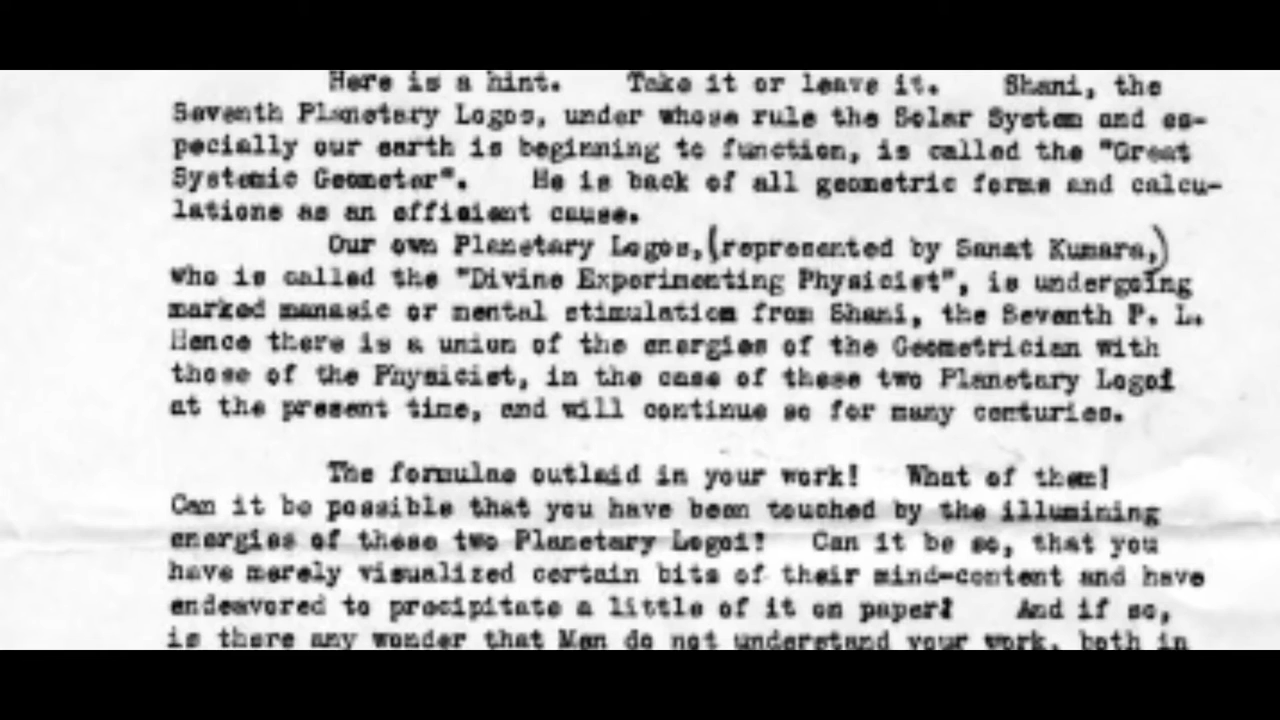 Here is a hint. Take it or leave it. Shani, the
Seventh Planetary Logos, under whose rule the Solar System and es-
pecially our earth is beginning to function, is called the "Great
Systemic Geometer". He is back of all geometric forms and calcu-
lations as an efficient cause.
Our own Planetary Logos,(represented by Sanat Kumara,)
who is called the "Divine Experimenting Physicist", is undergoing
marked manasic or mental stimulation from Shani, the Seventh P. L.
Hence there is a union of the energies of the Geometrician with
those of the Physicist, in the case of these two Planetary Logoi
at the present time, and will continue so for many centuries.
The formulae outlaid in your work! What of them!
Can it be possible that you have been touched by the illumining
energies of these two Planetary Logoi? Can it be so, that you
have merely visualized certain bits of their mind-content and have
endeavored to precipitate a little of it on paper? And if so,
is there any wonder that Men do not understand your work, both in